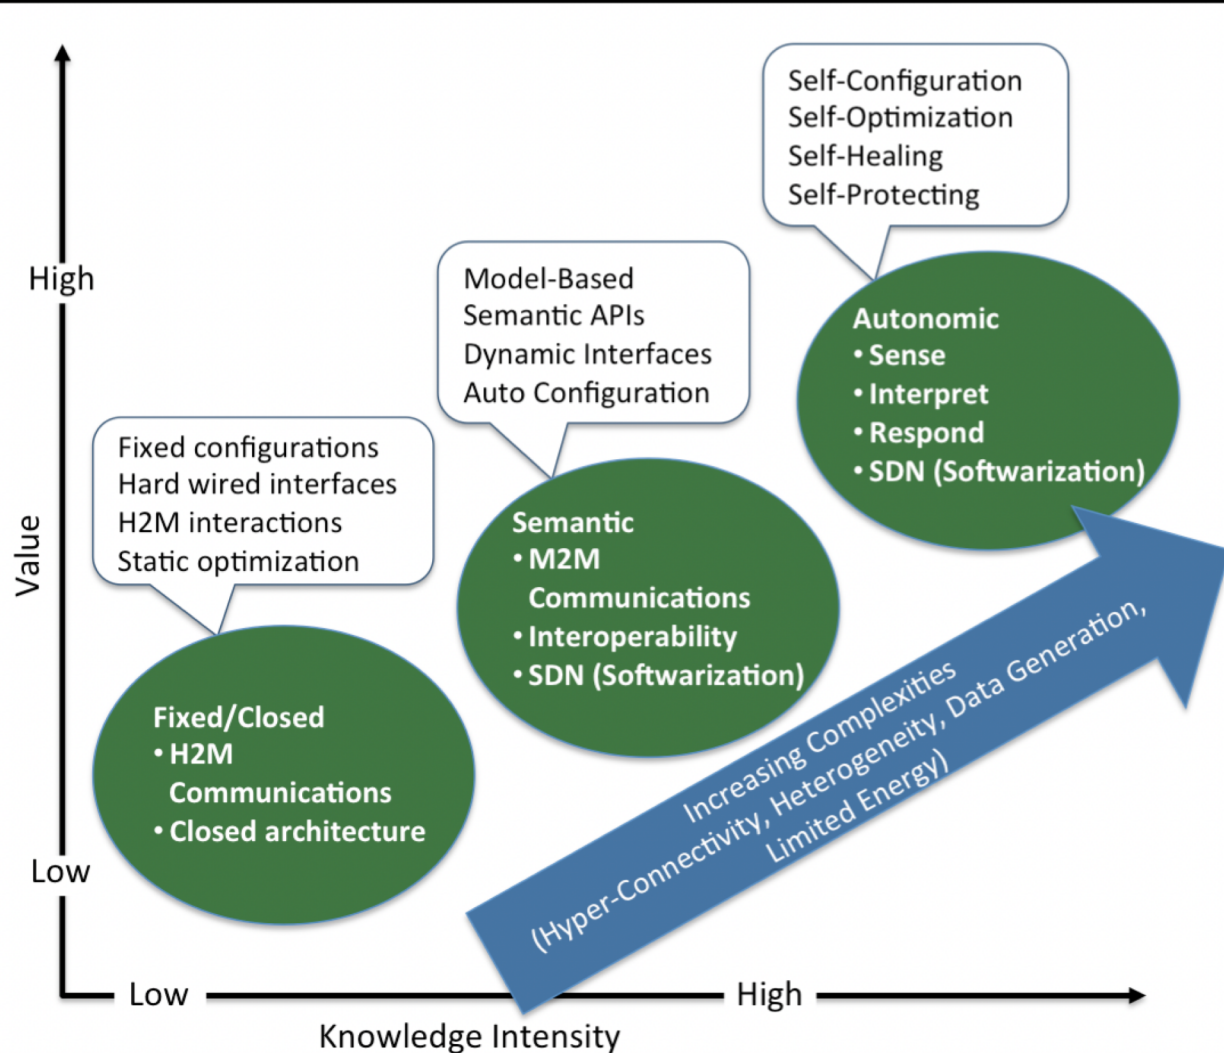 Self-Configuration
Self-Optimization
Self-Healing
Self-Protecting
High
Model-Based
Semantic APIs
Dynamic Interfaces
Auto Configuration
Autonomic
• Sense
• Interpret
• Respond
• SDN (Softwarization)
Fixed configurations
Hard wired interfaces
H2M interactions
Static optimization
Value
Semantic
• M2M
Communications
• Interoperability
• SDN (Softwarization)
Fixed/Closed
• H2M
Communications
• Closed architecture
Increasing Complexities
(Hyper-Connectivity, Heterogeneity, Data Generation,
Limited Energy)
Low
Low
High
Knowledge Intensity